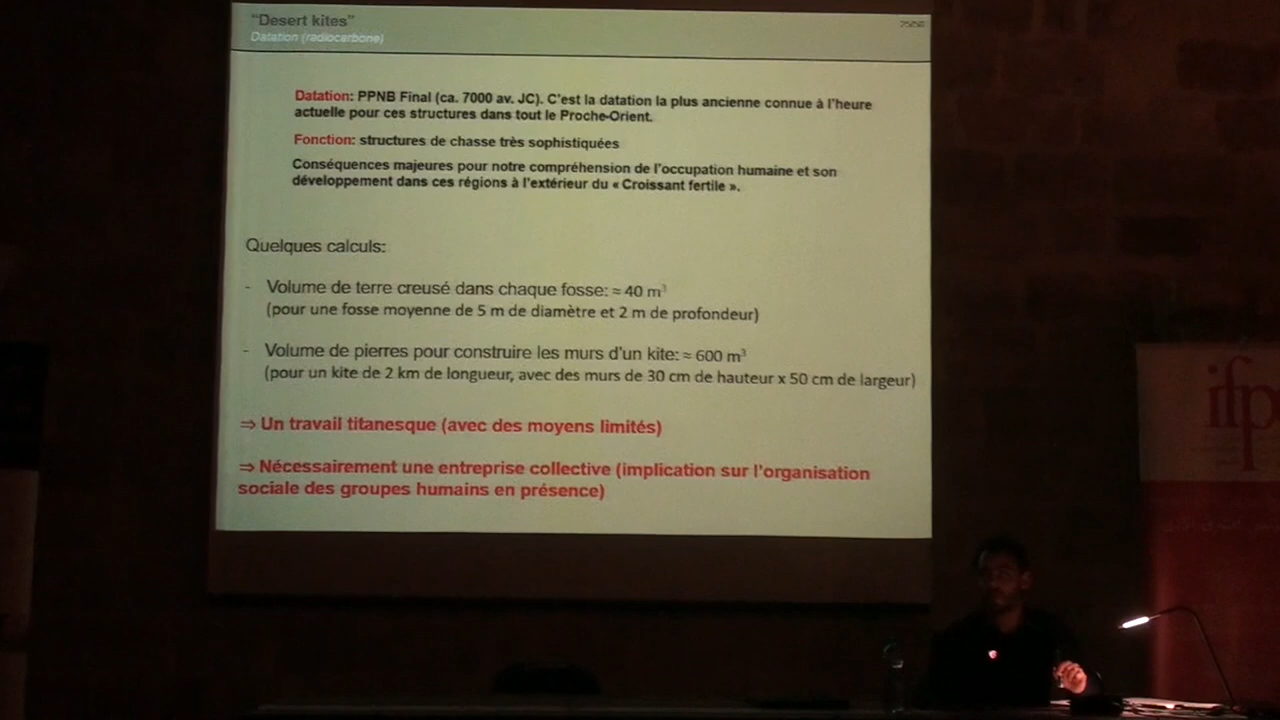 "Desert kites"
Datation (radiocarbone)
Datation: PPNB Final (ca. 7000 av. JC). C'est la datation la plus ancienne connue à l'heure
actuelle pour ces structures dans tout le Proche-Orient.
Fonction: structures de chasse très sophistiquées
Conséquences majeures pour notre compréhension de l'occupation humaine et son
développement dans ces régions à l'extérieur du « Croissant fertile ».
Quelques calculs:
- Volume de terre creusé dans chaque fosse: ≈ 40 m³
(pour une fosse moyenne de 5 m de diamètre et 2 m de profondeur)
- Volume de pierres pour construire les murs d'un kite: ≈ 600 m³
(pour un kite de 2 km de longueur, avec des murs de 30 cm de hauteur x 50 cm de largeur)
⇒ Un travail titanesque (avec des moyens limités)
⇒ Nécessairement une entreprise collective (implication sur l'organisation
sociale des groupes humains en présence)
ifp